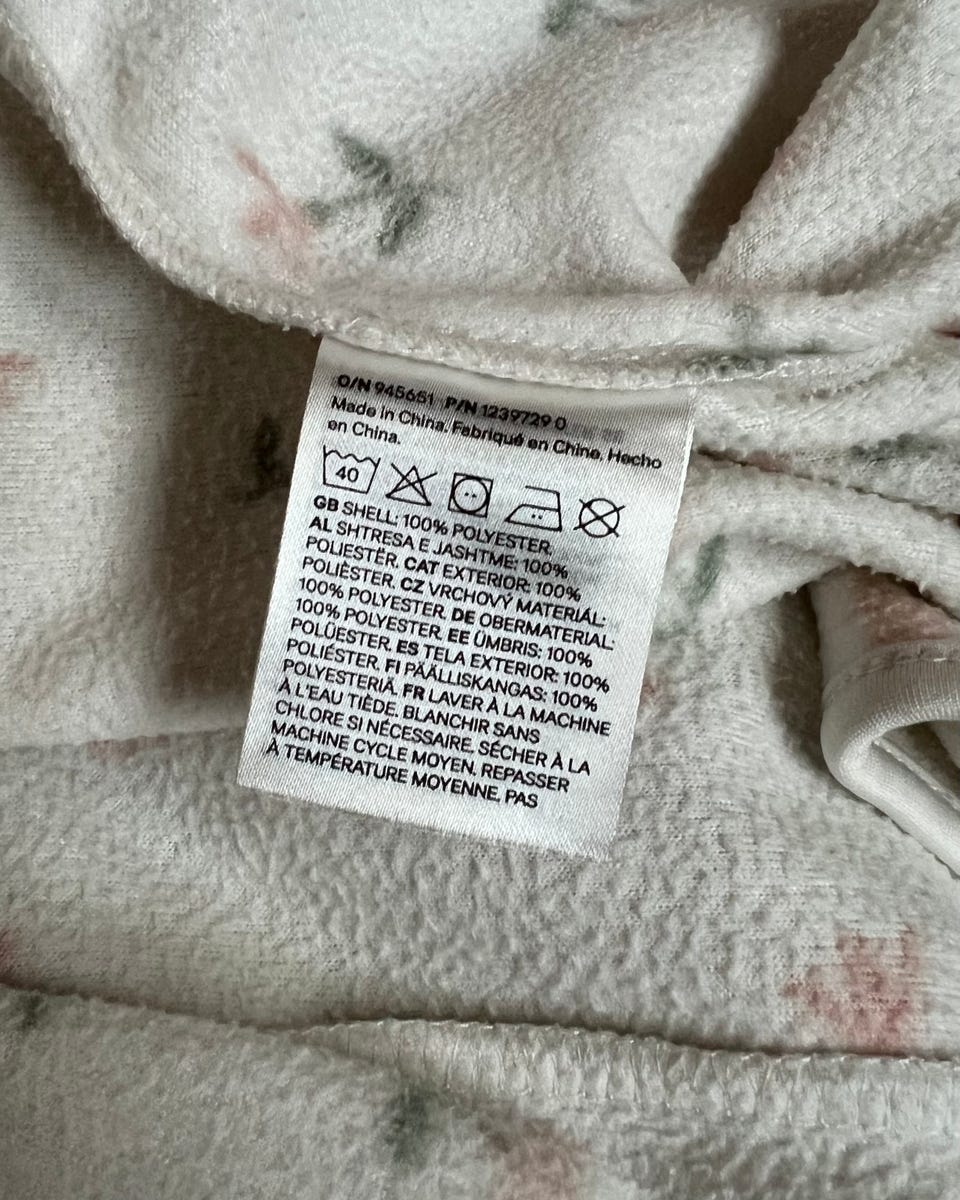 O/N 945651 P/N 1239729 0
Made in China. Fabriqué en Chine. Hecho
en China.
40
GB SHELL: 100% POLYESTER.
AL SHTRESA E JASHTME: 100%
POLIESTËR. CAT EXTERIOR: 100%
POLIÈSTER. CZ VRCHOVÝ MATERIÁL:
100% POLYESTER. DE OBERMATERIAL:
100% POLYESTER. EE ÜMBRIS: 100%
POLÜESTER. ES TELA EXTERIOR: 100%
POLIÉSTER. FI PÄÄLLISKANGAS: 100%
POLYESTERIÄ. FR LAVER À LA MACHINE
À L'EAU TIÈDE. BLANCHIR SANS
CHLORE SI NÉCESSAIRE. SÉCHER À LA
MACHINE CYCLE MOYEN. REPASSER
À TEMPÉRATURE MOYENNE. PAS